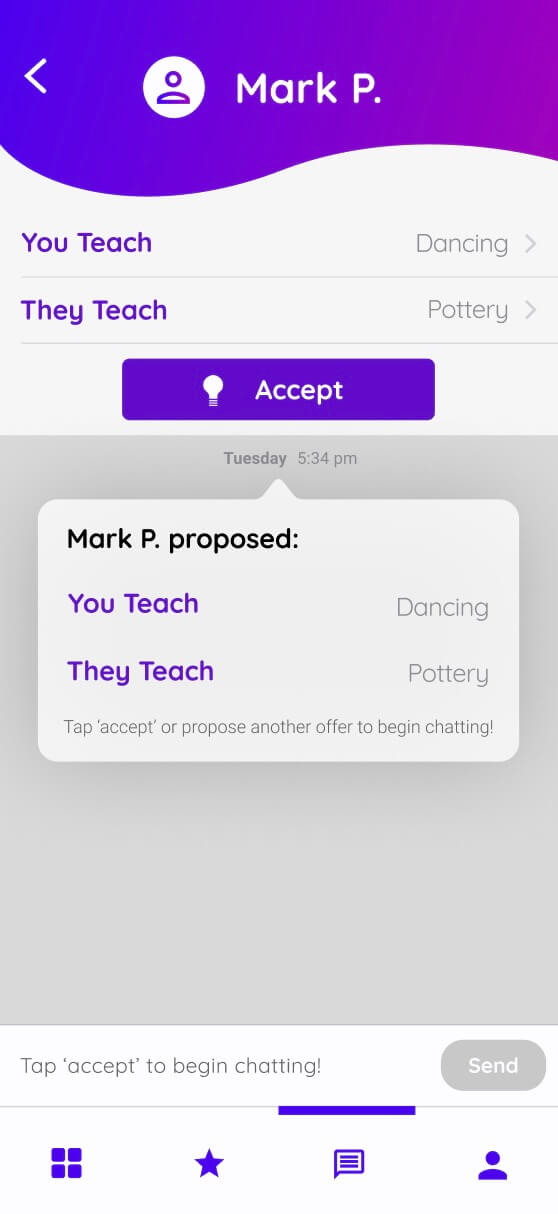 Mark P.
You Teach Dancing
They Teach Pottery
Accept
Tuesday 5:34 pm
Mark P. proposed:
You Teach Dancing
They Teach Pottery
Tap ‘accept’ or propose another offer to begin chatting!
Tap ‘accept’ to begin chatting! Send